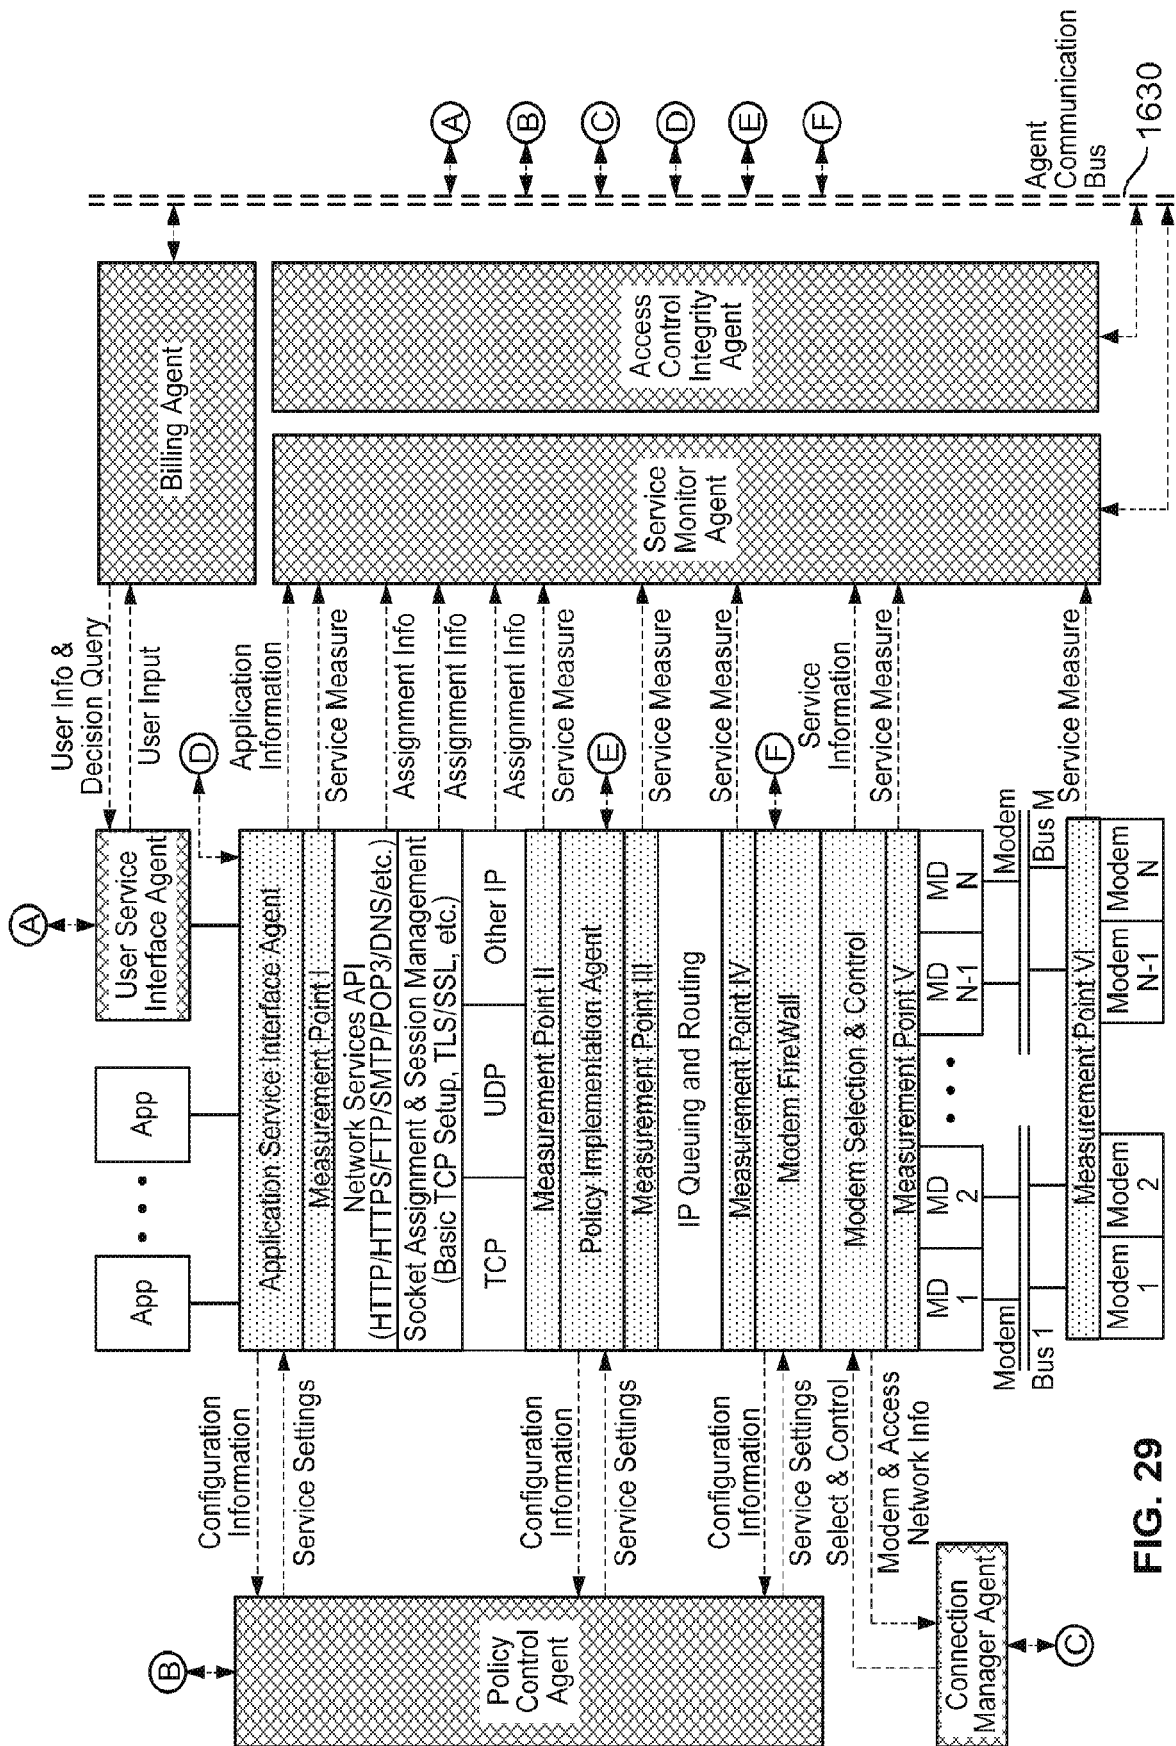 A
App
App
User Service
Interface Agent
User Info &
Decision Query
User Input
Billing Agent
D
B
Policy
Control
Agent
Configuration
Information
Service Settings
Configuration
Information
Service Settings
Configuration
Information
Service Settings
Select & Control
Modem & Access
Network Info
Connection
Manager Agent
C
Application Service Interface Agent
Measurement Point I
Network Services API
(HTTP/HTTPS/FTP/SMTP/POP3/DNS/etc.)
Socket Assignment & Session Management
(Basic TCP Setup, TLS/SSL, etc.)
TCP
UDP
Other IP
Measurement Point II
Policy Implementation Agent
Measurement Point III
IP Queuing and Routing
Measurement Point IV
Modem FireWall
Modem Selection & Control
Measurement Point V
MD
1
MD
2
MD
N-1
MD
N
Modem
Bus 1
Modem
Bus M
Measurement Point VI
Modem
1
Modem
2
Modem
N-1
Modem
N
Application
Information
Service Measure
Assignment Info
Assignment Info
Assignment Info
Service Measure
E
Service Measure
Service Measure
F
Service
Information
Service Measure
Service Measure
Service
Monitor
Agent
Access
Control
Integrity
Agent
A
B
C
D
E
F
Agent
Communication
Bus
1630
FIG. 29